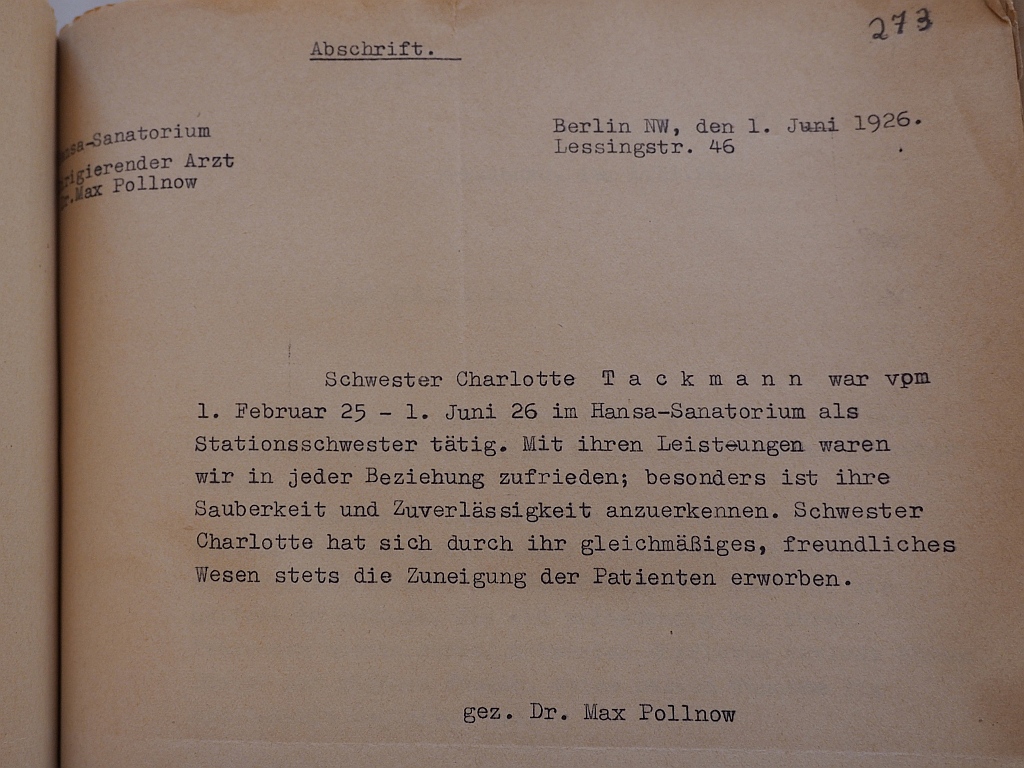 273
Abschrift.
Hansa-Sanatorium
Dirigierender Arzt
Dr.Max Pollnow
Berlin NW, den 1. Juni 1926.
Lessingstr. 46
Schwester Charlotte T a c k m a n n war vom
1. Februar 25 - 1. Juni 26 im Hansa-Sanatorium als
Stationsschwester tätig. Mit ihren Leisteungen waren
wir in jeder Beziehung zufrieden; besonders ist ihre
Sauberkeit und Zuverlässigkeit anzuerkennen. Schwester
Charlotte hat sich durch ihr gleichmäßiges, freundliches
Wesen stets die Zuneigung der Patienten erworben.
gez. Dr. Max Pollnow